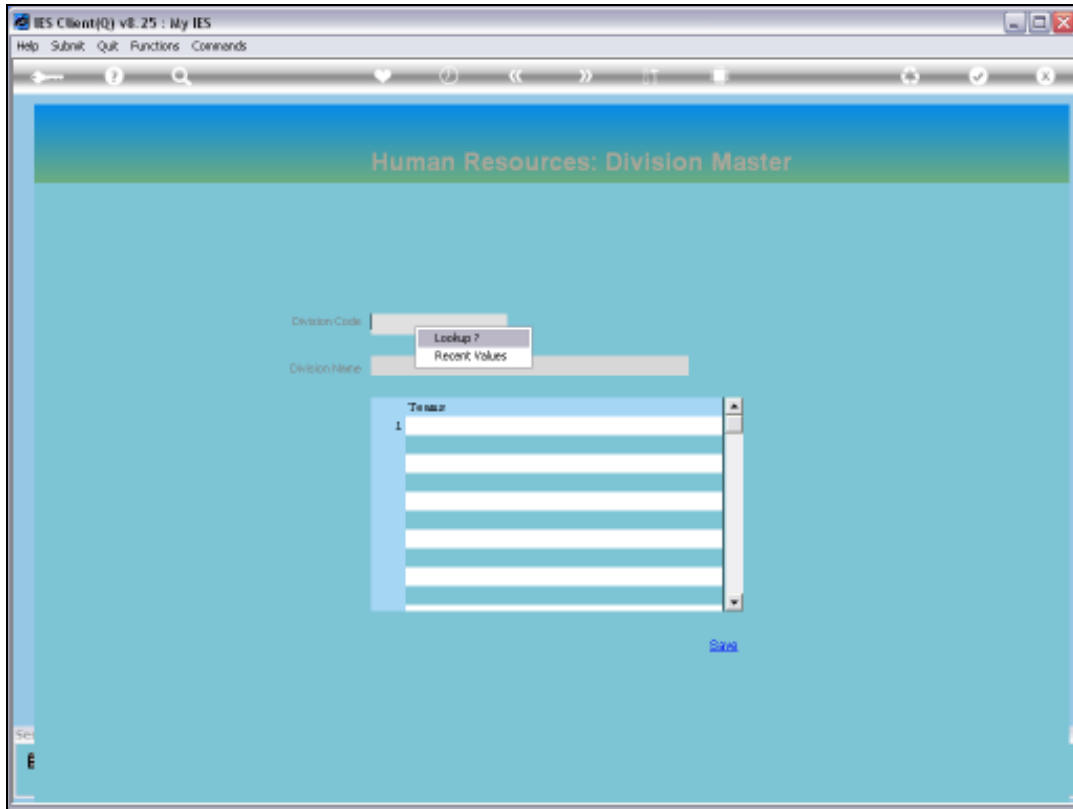 IES Client(Q) v8.25 : My IES
Help Submit Quit Functions Commands
Human Resources: Division Master
Division Code
Lookup ?
Recent Values
Division Name
Teams
1
Save
Se